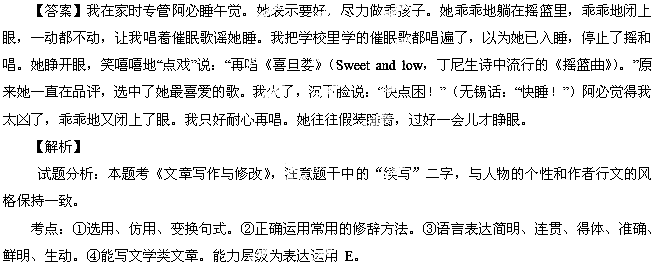 【答案】我在家时专管阿必睡午觉。她表示要好，尽力做乖孩子。她乖乖地躺在摇篮里，乖乖地闭上
眼，一动都不动，让我唱着催眠歌谣她睡。我把学校里学的催眠歌都唱遍了，以为她已入睡，停止了摇和
唱。她睁开眼，笑嘻嘻地“点戏”说：“再唱《喜旦娄》（Sweet and low，丁尼生诗中流行的《摇篮曲》）。”原
来她一直在品评，选中了她最喜爱的歌。我火了，沉下脸说：“快点困！”（无锡话：“快睡！”）阿必觉得我
太凶了，乖乖地又闭上了眼。我只好耐心再唱。她往往假装睡着，过好一会儿才睁眼。
【解析】
试题分析：本题考《文章写作与修改》，注意题干中的“续写”二字，与人物的个性和作者行文的风
格保持一致。
考点：①选用、仿用、变换句式。②正确运用常用的修辞方法。③语言表达简明、连贯、得体、准确、
鲜明、生动。④能写文学类文章。能力层级为表达运用 E。